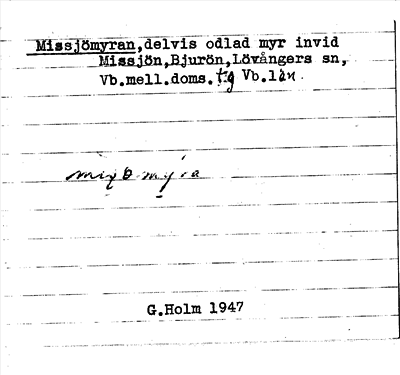 Missjömyran,delvis odlad myr invid
Missjön,Bjurön,Lövångers sn,
Vb.mell.doms.tg Vb.län.
G.Holm 1947